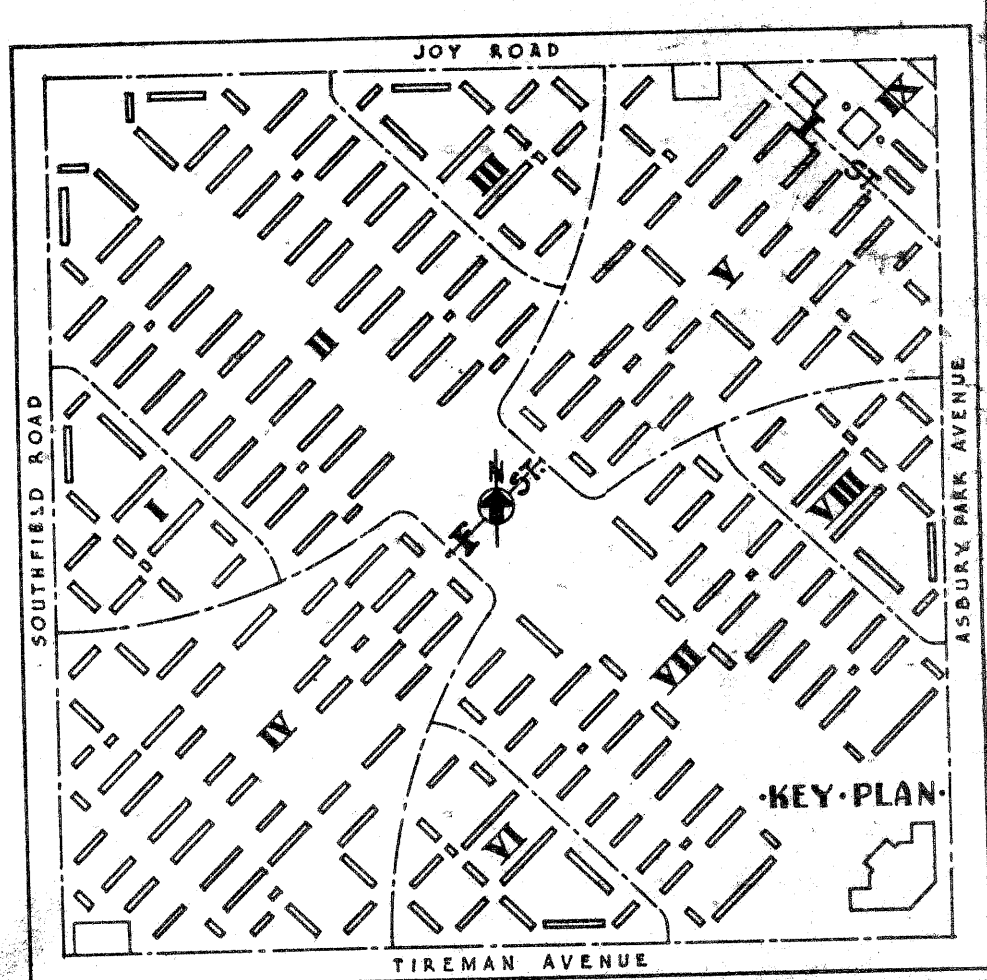 JOY ROAD
IX
I ST.
III
V
II
SOUTHFIELD ROAD
ASBURY PARK AVENUE
N
F ST.
VIII
I
VII
IV
·KEY·PLAN·
VI
TIREMAN AVENUE